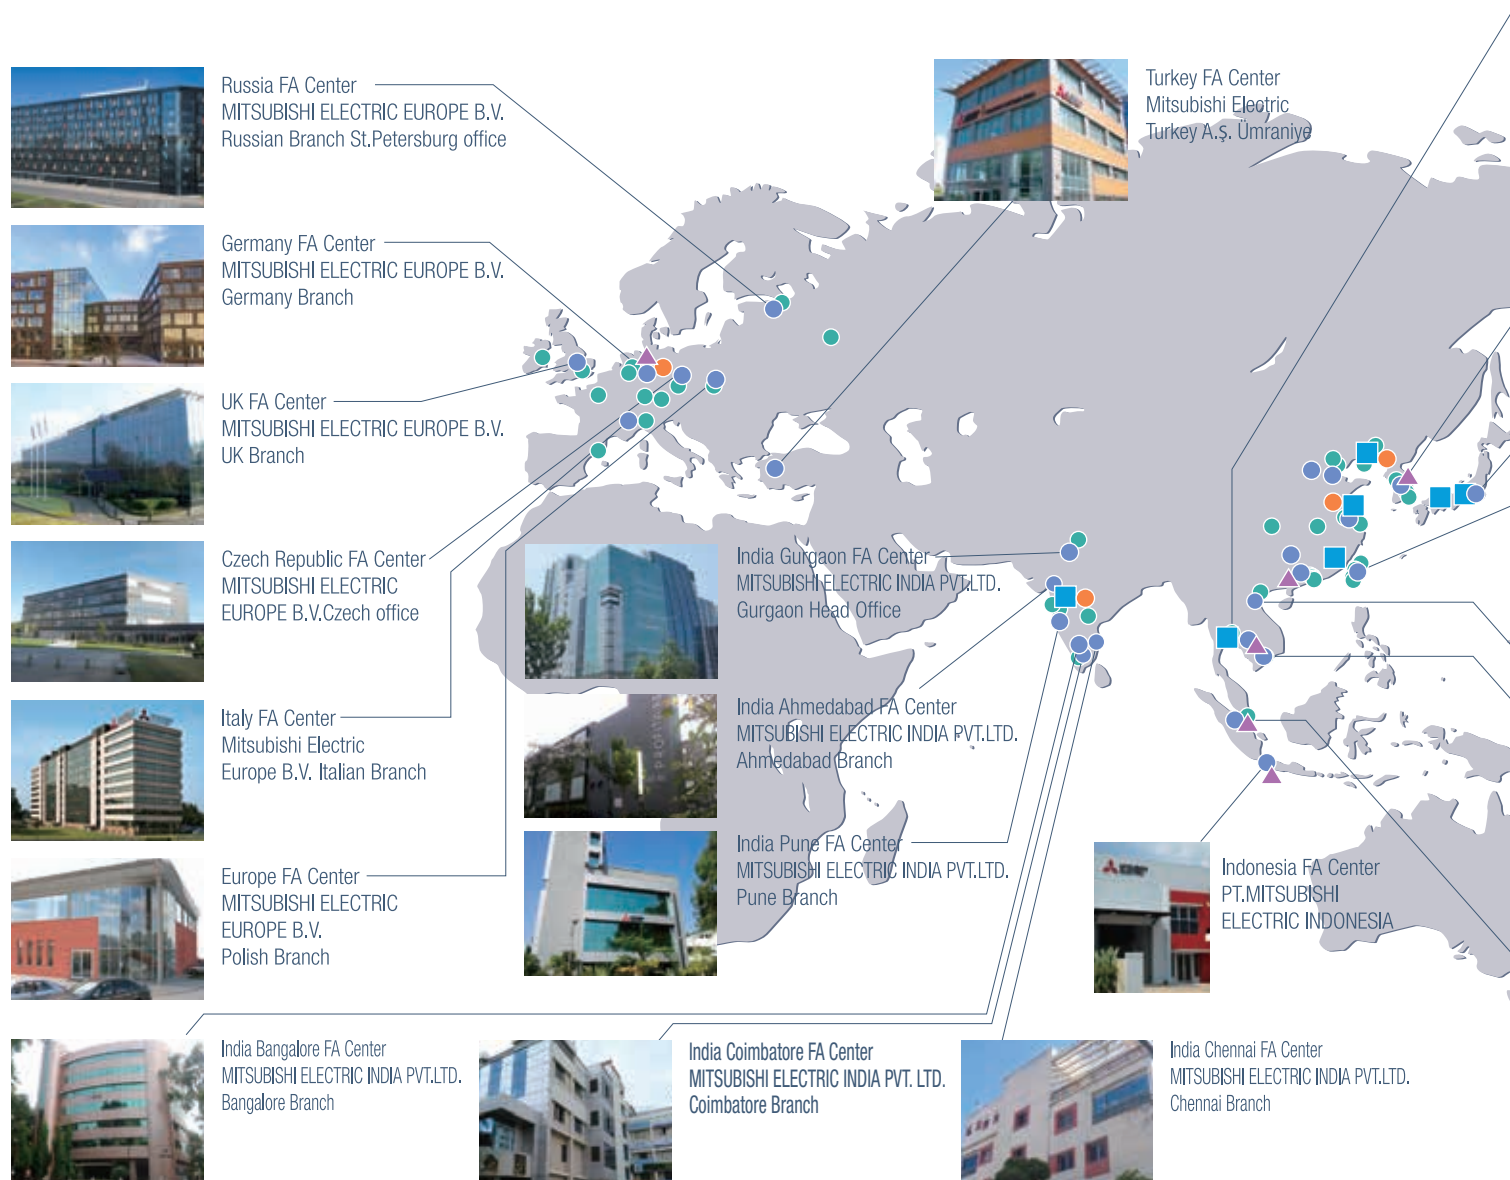 Russia FA Center
MITSUBISHI ELECTRIC EUROPE B.V.
Russian Branch St.Petersburg office
Turkey FA Center
Mitsubishi Electric
Turkey A.Ş. Ümraniye
Germany FA Center
MITSUBISHI ELECTRIC EUROPE B.V.
Germany Branch
UK FA Center
MITSUBISHI ELECTRIC EUROPE B.V.
UK Branch
Czech Republic FA Center
MITSUBISHI ELECTRIC
EUROPE B.V.Czech office
India Gurgaon FA Center
MITSUBISHI ELECTRIC INDIA PVT.LTD.
Gurgaon Head Office
Italy FA Center
Mitsubishi Electric
Europe B.V. Italian Branch
India Ahmedabad FA Center
MITSUBISHI ELECTRIC INDIA PVT.LTD.
Ahmedabad Branch
Europe FA Center
MITSUBISHI ELECTRIC
EUROPE B.V.
Polish Branch
India Pune FA Center
MITSUBISHI ELECTRIC INDIA PVT.LTD.
Pune Branch
Indonesia FA Center
PT.MITSUBISHI
ELECTRIC INDONESIA
India Bangalore FA Center
MITSUBISHI ELECTRIC INDIA PVT.LTD.
Bangalore Branch
India Coimbatore FA Center
MITSUBISHI ELECTRIC INDIA PVT. LTD.
Coimbatore Branch
India Chennai FA Center
MITSUBISHI ELECTRIC INDIA PVT.LTD.
Chennai Branch